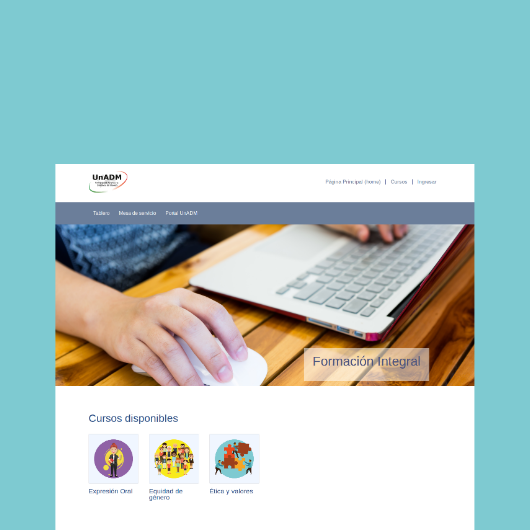 UnADM
Página Principal (home) | Cursos | Ingresar
Tablero Mesa de servicio Portal UnADM
Formación Integral
Cursos disponibles
Expresión Oral Equidad de Ética y valores
género